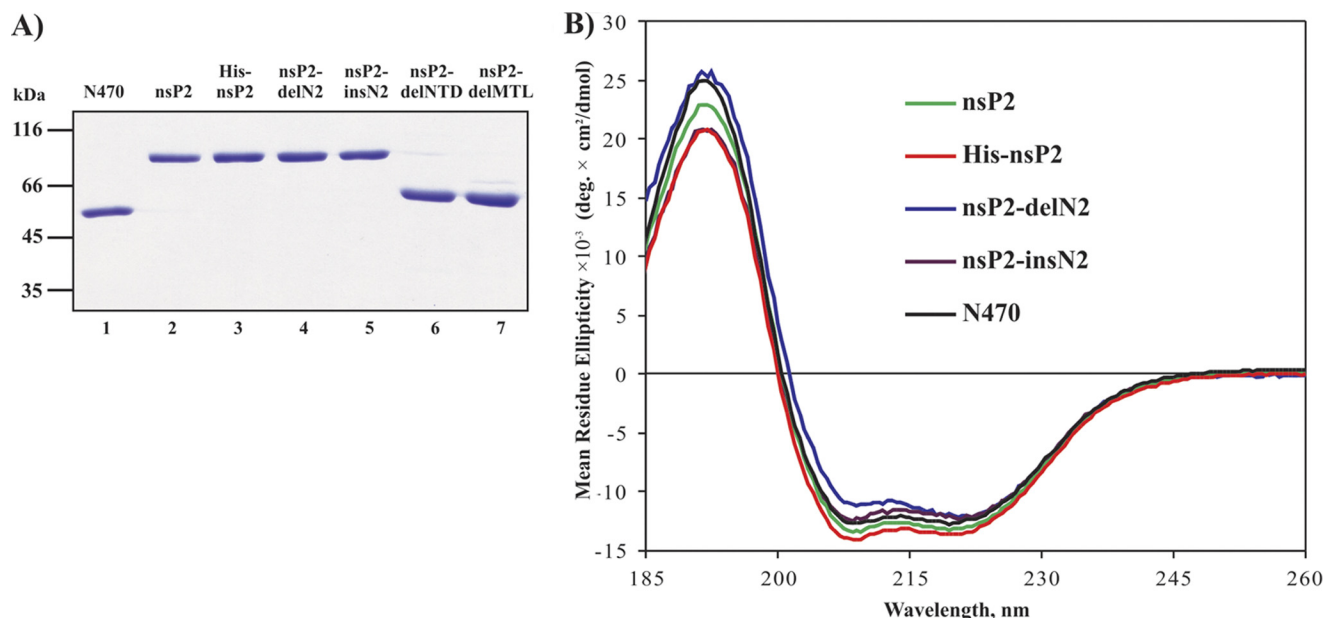 A)
His- nsP2- nsP2- nsP2- nsP2-
kDa N470 nsP2 nsP2 delN2 insN2 delNTD delMTL
116
66
45
35
1 2 3 4 5 6 7
B)
30
25
20
15
10
5
0
-5
-10
-15
Mean Residue Ellipticity ×10⁻³ (deg. × cm²/dmol)
nsP2
His-nsP2
nsP2-delN2
nsP2-insN2
N470
185 200 215 230 245 260
Wavelength, nm